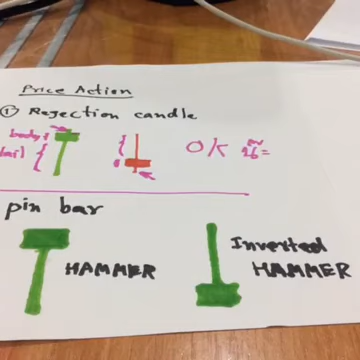 Price Action
① Rejection candle
body
tail
OK
pin bar
HAMMER
Inverted
HAMMER